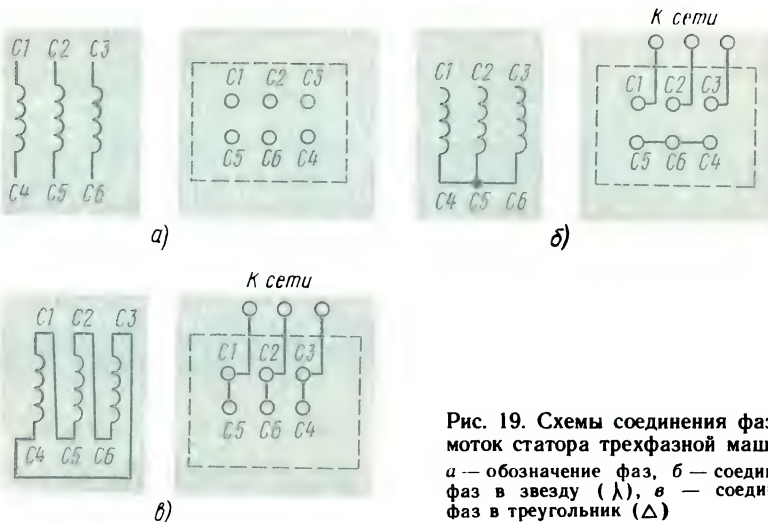 C1 C2 C3
C4 C5 C6
C1 C2 C3
C5 C6 C4
а)
К сети
C1 C2 C3
C4 C5 C6
C1 C2 C3
C5 C6 C4
б)
К сети
C1 C2 C3
C4 C5 C6
C1 C2 C3
C5 C6 C4
в)
Рис. 19. Схемы соединения фаз
моток статора трехфазной маш
а — обозначение фаз, б — соеди
фаз в звезду (⅄), в — соеди
фаз в треугольник (△)